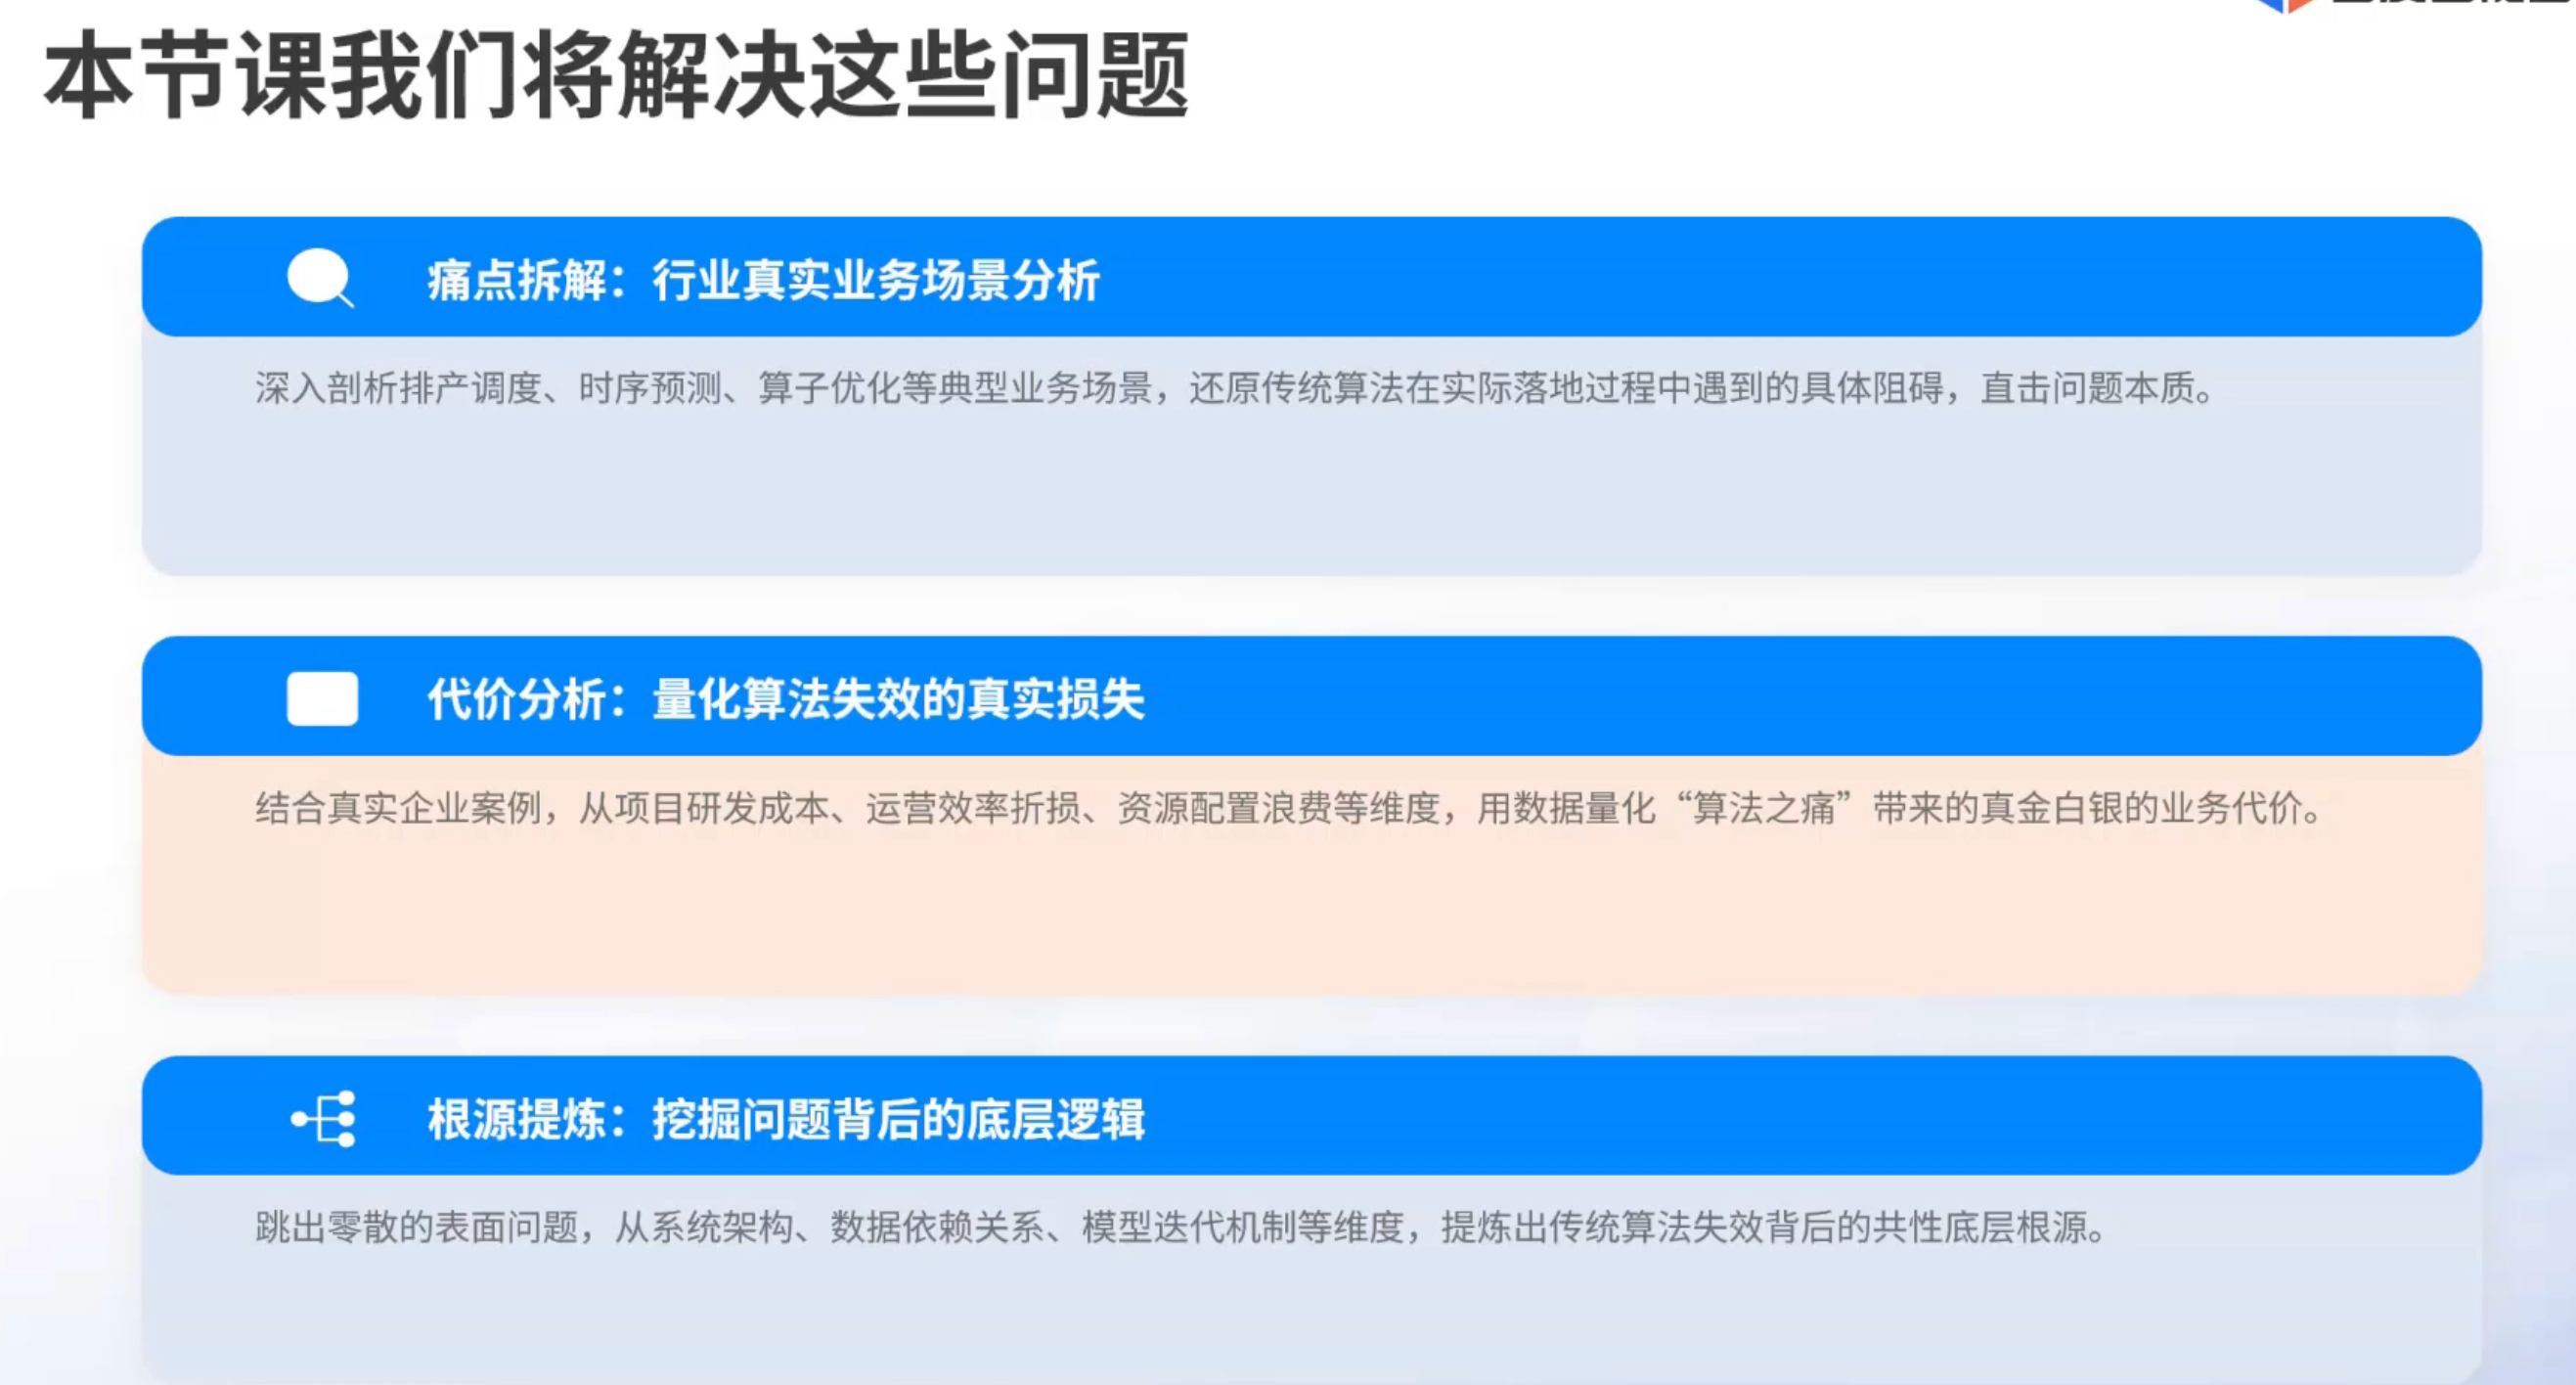 本节课我们将解决这些问题
痛点拆解：行业真实业务场景分析
深入剖析排产调度、时序预测、算子优化等典型业务场景，还原传统算法在实际落地过程中遇到的具体阻碍，直击问题本质。
代价分析：量化算法失效的真实损失
结合真实企业案例，从项目研发成本、运营效率折损、资源配置浪费等维度，用数据量化“算法之痛”带来的真金白银的业务代价。
根源提炼：挖掘问题背后的底层逻辑
跳出零散的表面问题，从系统架构、数据依赖关系、模型迭代机制等维度，提炼出传统算法失效背后的共性底层根源。